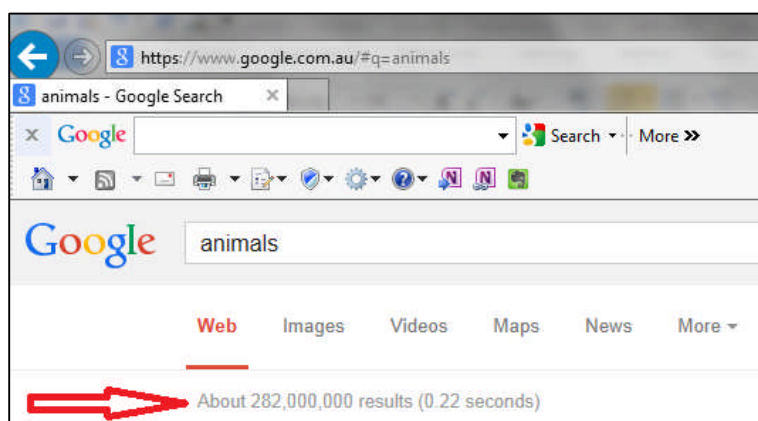 https://www.google.com.au/#q=animals
animals - Google Search
Google Search More »
Google animals
Web Images Videos Maps News More
About 282,000,000 results (0.22 seconds)